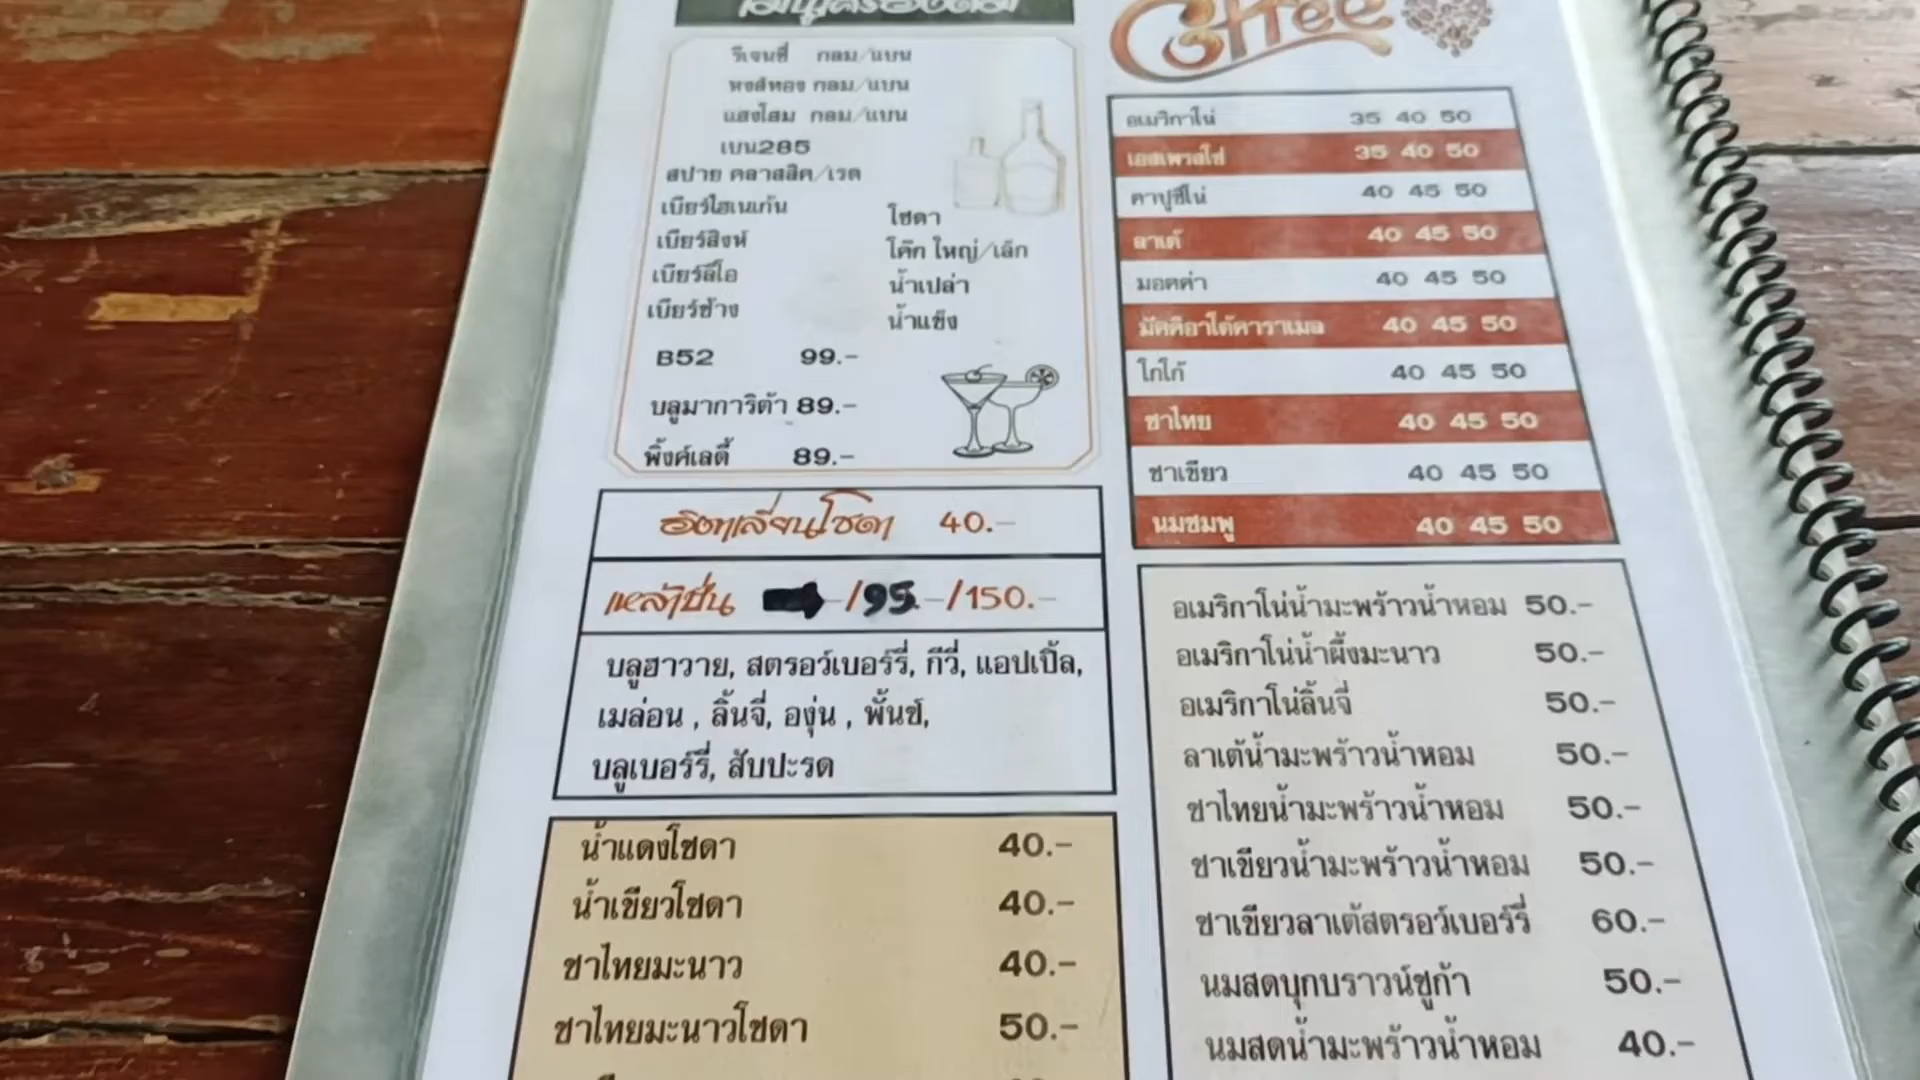 เมนูเครื่องดื่ม
รีเจนซี่ กลม/แบน
หงส์ทอง กลม/แบน
แสงโสม กลม/แบน
เบน285
สปาย คลาสสิค/เรด
เบียร์ไฮเนเก้น
เบียร์สิงห์
เบียร์ลีโอ
เบียร์ช้าง
โซดา
โค๊ก ใหญ่/เล็ก
น้ำเปล่า
น้ำแข็ง
B52 99.-
บลูมาการิต้า 89.-
พิ้งค์เลดี้ 89.-
อิตาเลี่ยนโซดา 40.-
เหล้าปั่น /95.-/150.-
บลูฮาวาย, สตรอว์เบอร์รี่, กีวี่, แอปเปิ้ล,
เมล่อน , ลิ้นจี่, องุ่น , พั้นช์,
บลูเบอร์รี่, สับปะรด
น้ำแดงโซดา 40.-
น้ำเขียวโซดา 40.-
ชาไทยมะนาว 40.-
ชาไทยมะนาวโซดา 50.-
Coffee
อเมริกาโน่ 35 40 50
เอสเพรสโซ่ 35 40 50
คาปูชิโน่ 40 45 50
ลาเต้ 40 45 50
มอคค่า 40 45 50
มัคคิอาโต้คาราเมล 40 45 50
โกโก้ 40 45 50
ชาไทย 40 45 50
ชาเขียว 40 45 50
นมชมพู 40 45 50
อเมริกาโน่น้ำมะพร้าวน้ำหอม 50.-
อเมริกาโน่น้ำผึ้งมะนาว 50.-
อเมริกาโน่ลิ้นจี่ 50.-
ลาเต้น้ำมะพร้าวน้ำหอม 50.-
ชาไทยน้ำมะพร้าวน้ำหอม 50.-
ชาเขียวน้ำมะพร้าวน้ำหอม 50.-
ชาเขียวลาเต้สตรอว์เบอร์รี่ 60.-
นมสดบุกบราวน์ชูก้า 50.-
นมสดน้ำมะพร้าวน้ำหอม 40.-